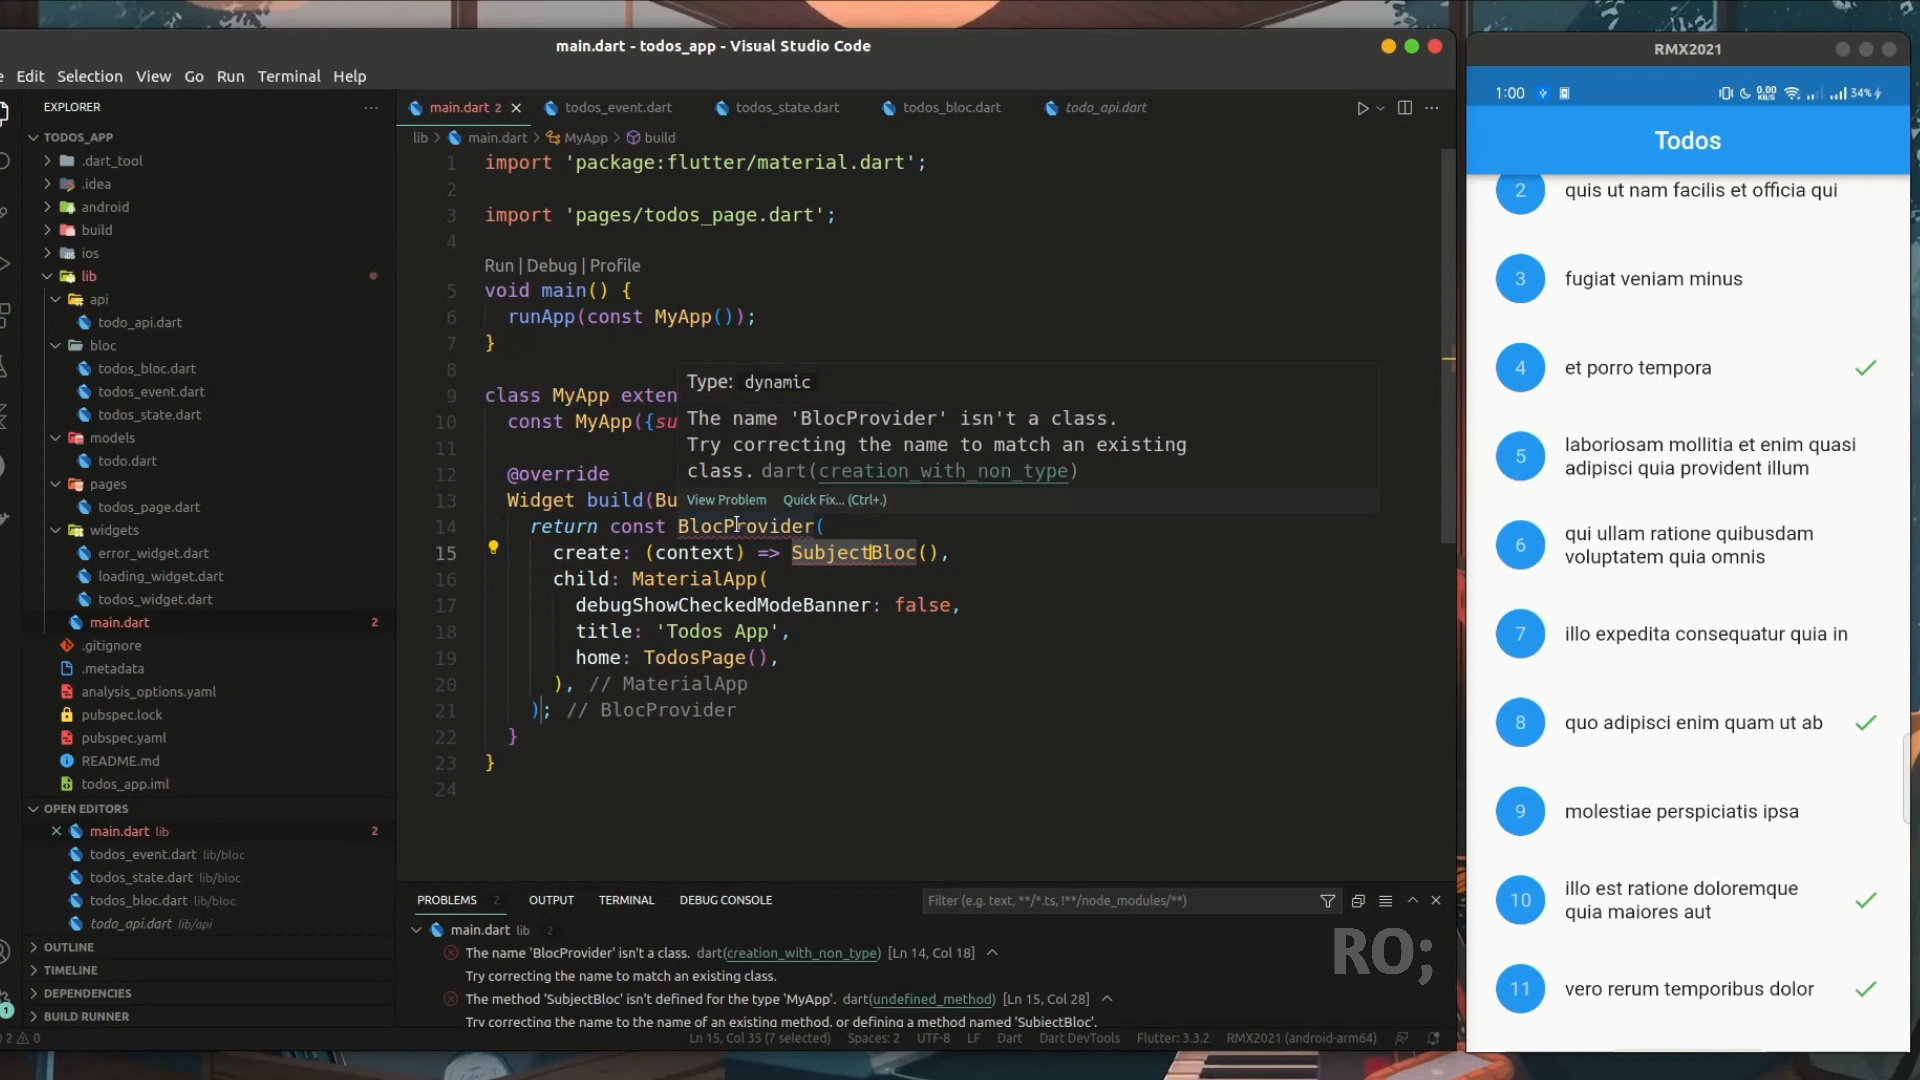 main.dart - todos_app - Visual Studio Code
Edit Selection View Go Run Terminal Help
EXPLORER
TODOS_APP
.dart_tool
.idea
android
build
ios
lib
api
todo_api.dart
bloc
todos_bloc.dart
todos_event.dart
todos_state.dart
models
todo.dart
pages
todos_page.dart
widgets
error_widget.dart
loading_widget.dart
todos_widget.dart
main.dart 2
.gitignore
.metadata
analysis_options.yaml
pubspec.lock
pubspec.yaml
README.md
todos_app.iml
OPEN EDITORS
main.dart lib 2
todos_event.dart lib/bloc
todos_state.dart lib/bloc
todos_bloc.dart lib/bloc
todo_api.dart lib/api
OUTLINE
TIMELINE
DEPENDENCIES
BUILD RUNNER
main.dart 2 todos_event.dart todos_state.dart todos_bloc.dart todo_api.dart
lib > main.dart > MyApp > build
1 import 'package:flutter/material.dart';
2
3 import 'pages/todos_page.dart';
4
Run | Debug | Profile
5 void main() {
6 runApp(const MyApp());
7 }
8
9 class MyApp exten
10 const MyApp({su
11
12 @override
13 Widget build(Bu
14 return const BlocProvider(
15 create: (context) => SubjectBloc(),
16 child: MaterialApp(
17 debugShowCheckedModeBanner: false,
18 title: 'Todos App',
19 home: TodosPage(),
20 ), // MaterialApp
21 ); // BlocProvider
22 }
23 }
24
Type: dynamic
The name 'BlocProvider' isn't a class.
Try correcting the name to match an existing
class. dart(creation_with_non_type)
View Problem Quick Fix... (Ctrl+.)
PROBLEMS 2 OUTPUT TERMINAL DEBUG CONSOLE Filter (e.g. text, **/*.ts, !**/node_modules/**)
main.dart lib 2
The name 'BlocProvider' isn't a class. dart(creation_with_non_type) [Ln 14, Col 18]
Try correcting the name to match an existing class.
The method 'SubjectBloc' isn't defined for the type 'MyApp'. dart(undefined_method) [Ln 15, Col 28]
Try correcting the name to the name of an existing method, or defining a method named 'SubjectBloc'.
RO;
1
2 0 Ln 15, Col 35 (7 selected) Spaces: 2 UTF-8 LF Dart Dart DevTools Flutter: 3.3.2 RMX2021 (android-arm64)
RMX2021
1:00 0.00 KB/S 34%
Todos
2 quis ut nam facilis et officia qui
3 fugiat veniam minus
4 et porro tempora
5 laboriosam mollitia et enim quasi
adipisci quia provident illum
6 qui ullam ratione quibusdam
voluptatem quia omnis
7 illo expedita consequatur quia in
8 quo adipisci enim quam ut ab
9 molestiae perspiciatis ipsa
10 illo est ratione doloremque
quia maiores aut
11 vero rerum temporibus dolor